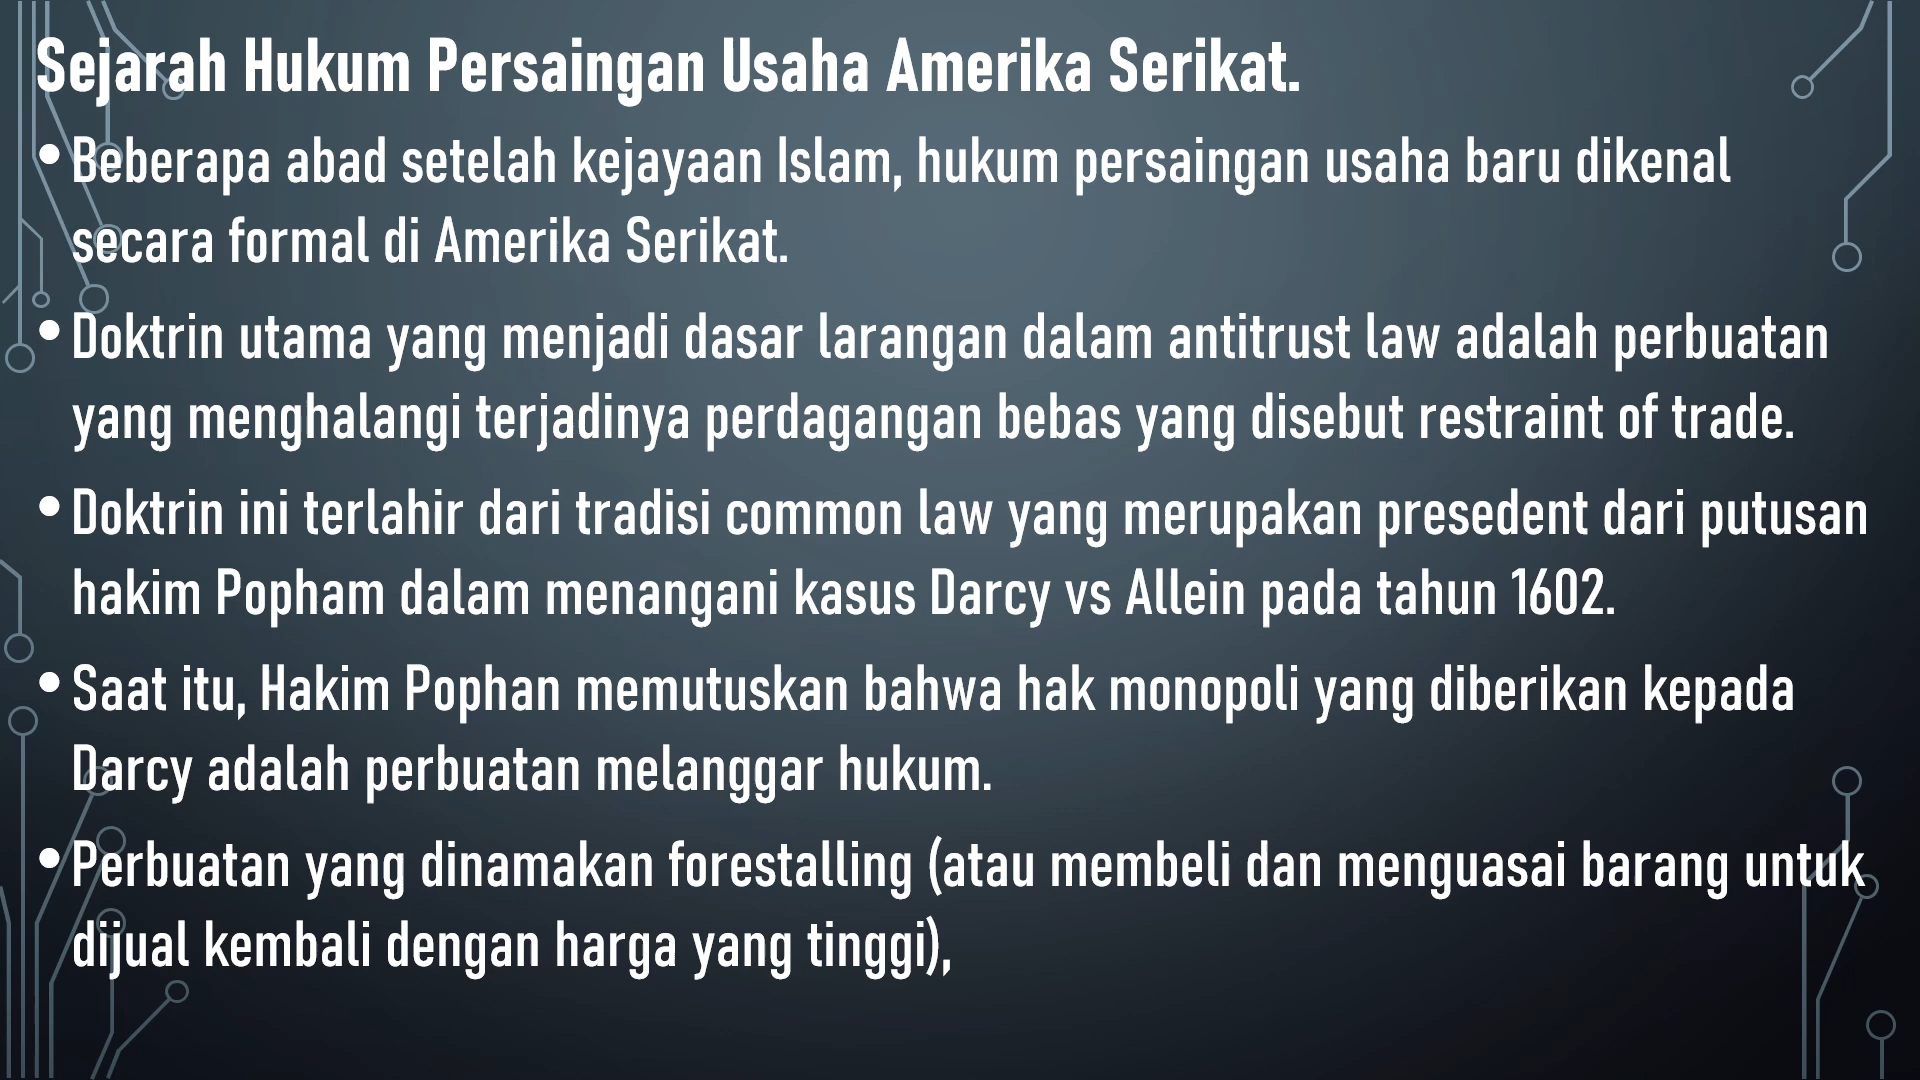 Sejarah Hukum Persaingan Usaha Amerika Serikat.
• Beberapa abad setelah kejayaan Islam, hukum persaingan usaha baru dikenal
secara formal di Amerika Serikat.
• Doktrin utama yang menjadi dasar larangan dalam antitrust law adalah perbuatan
yang menghalangi terjadinya perdagangan bebas yang disebut restraint of trade.
• Doktrin ini terlahir dari tradisi common law yang merupakan presedent dari putusan
hakim Popham dalam menangani kasus Darcy vs Allein pada tahun 1602.
• Saat itu, Hakim Pophan memutuskan bahwa hak monopoli yang diberikan kepada
Darcy adalah perbuatan melanggar hukum.
• Perbuatan yang dinamakan forestalling (atau membeli dan menguasai barang untuk
dijual kembali dengan harga yang tinggi),